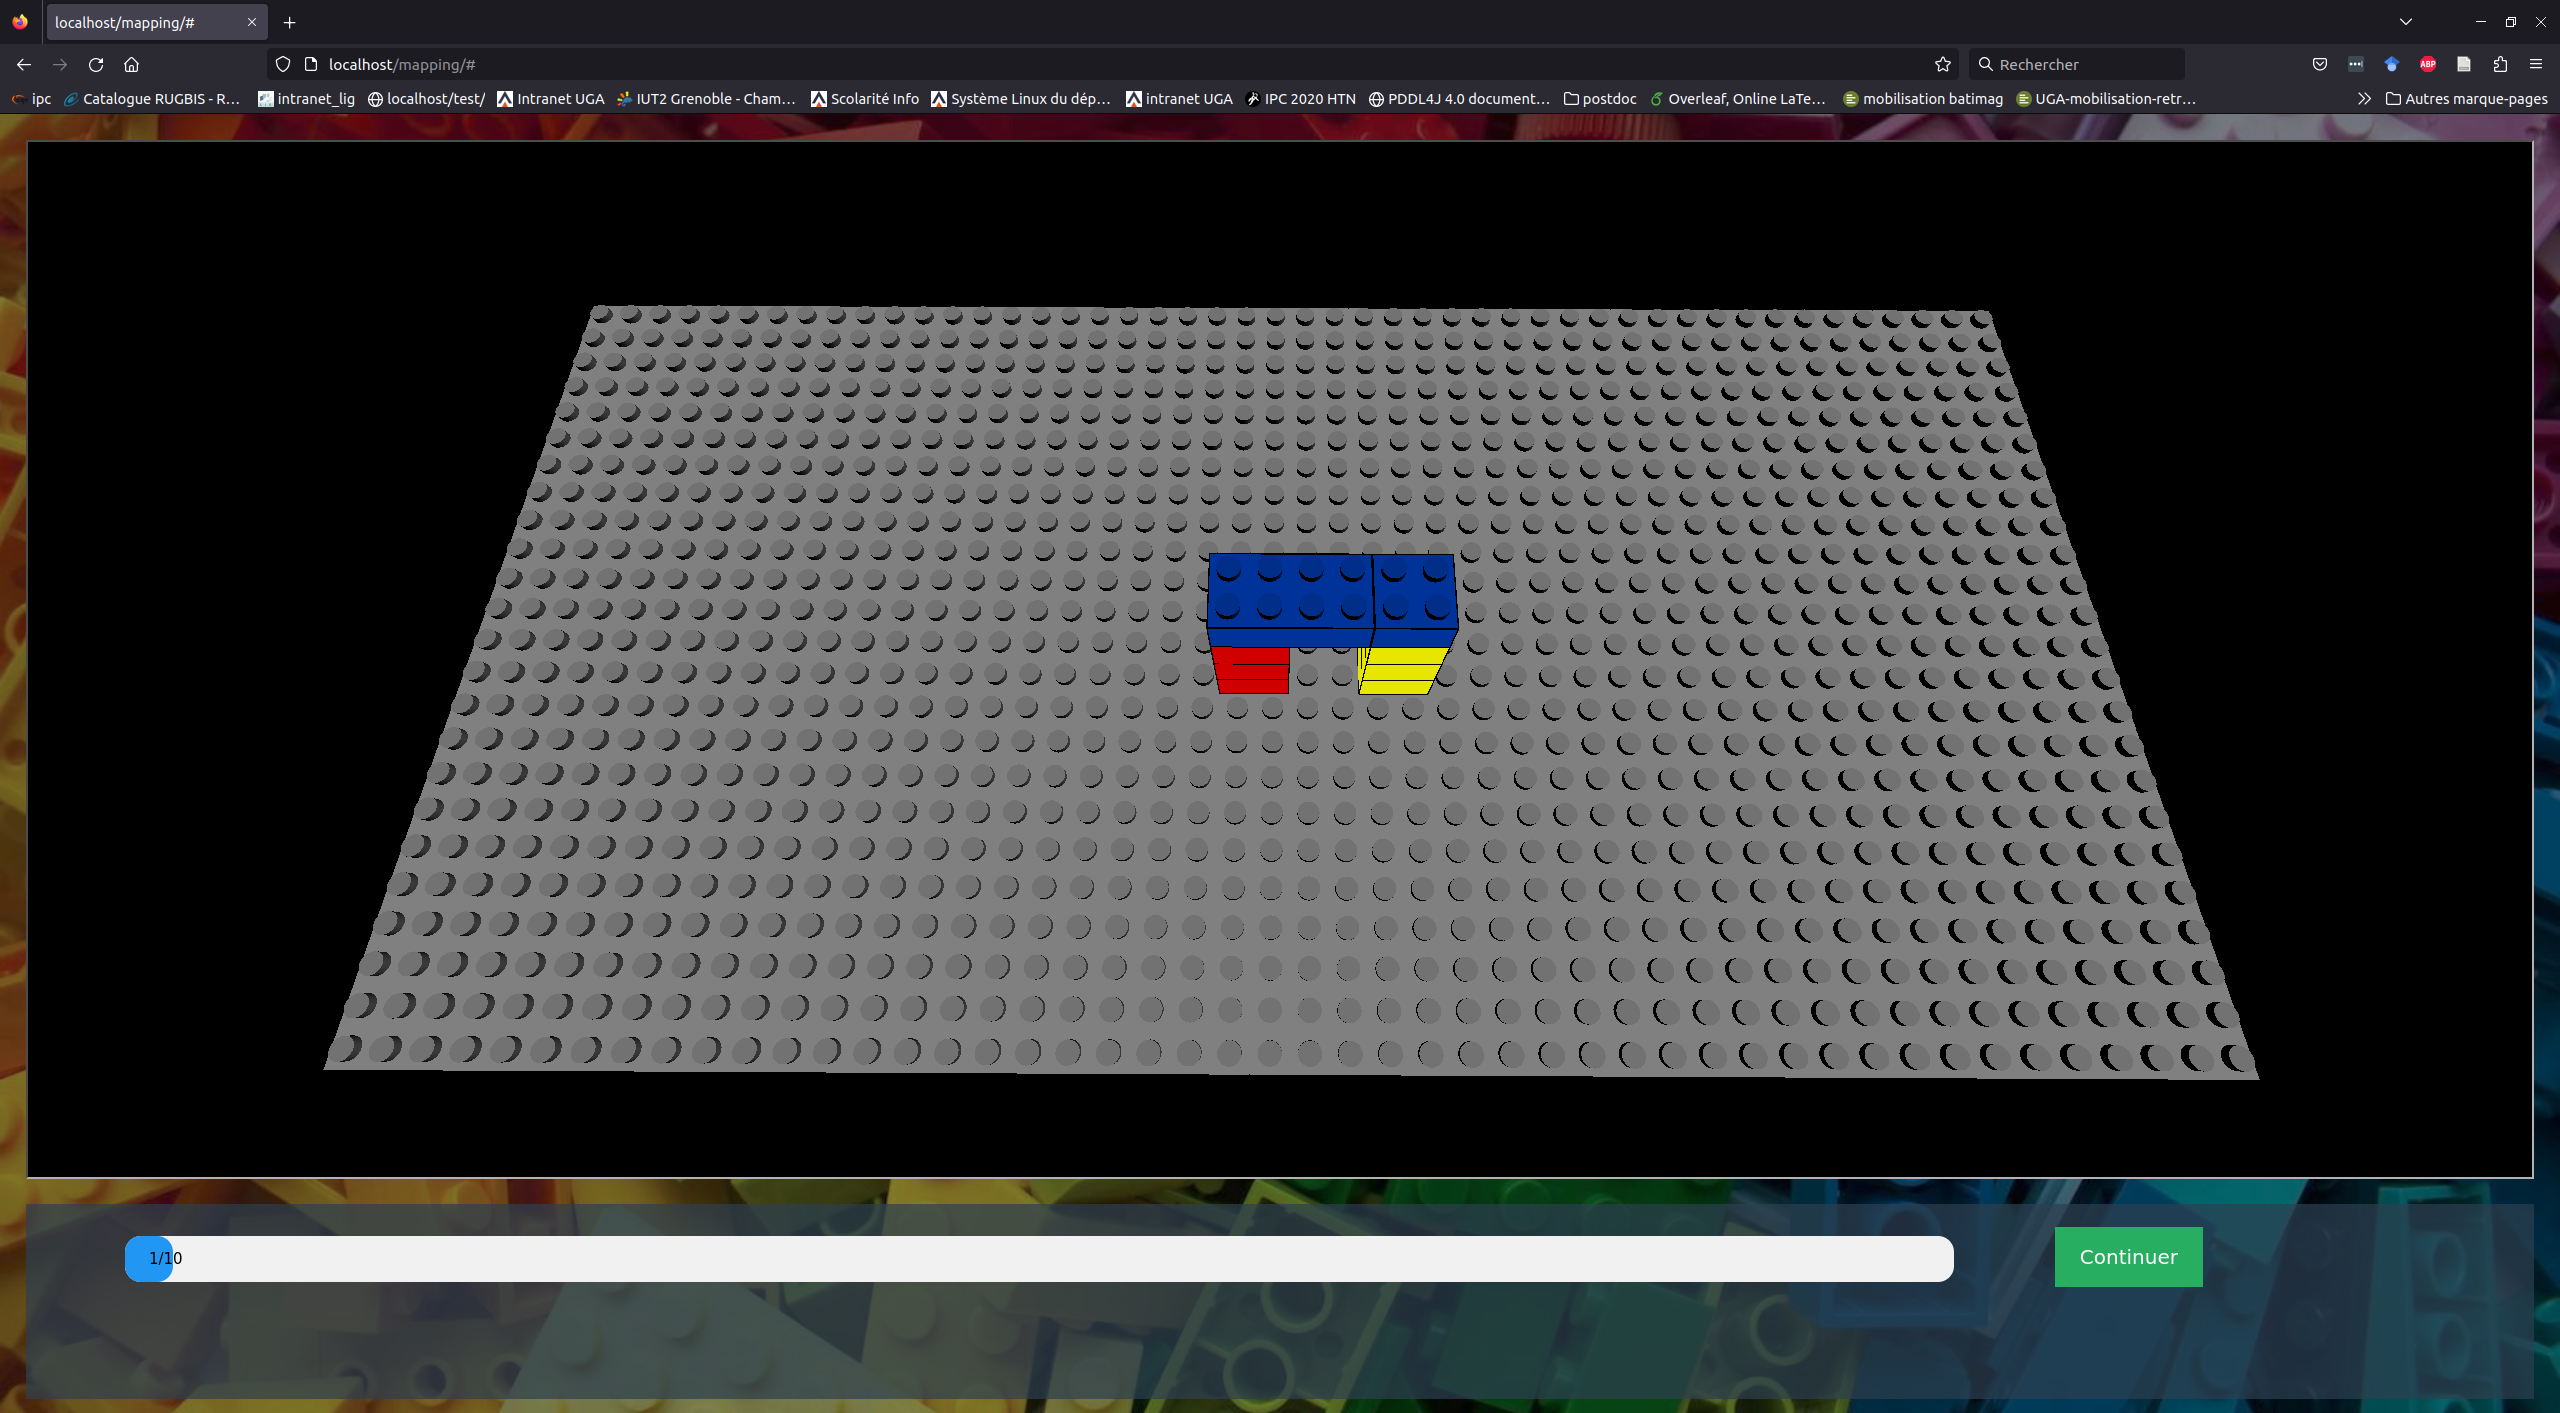 localhost/mapping/#
localhost/mapping/#
Rechercher
ABP
ipc
Catalogue RUGBIS - R...
intranet_lig
localhost/test/
Intranet UGA
IUT2 Grenoble - Cham...
Scolarité Info
Système Linux du dép...
intranet UGA
IPC 2020 HTN
PDDL4J 4.0 document...
postdoc
Overleaf, Online LaTe...
mobilisation batimag
UGA-mobilisation-retr...
Autres marque-pages
1/10
Continuer